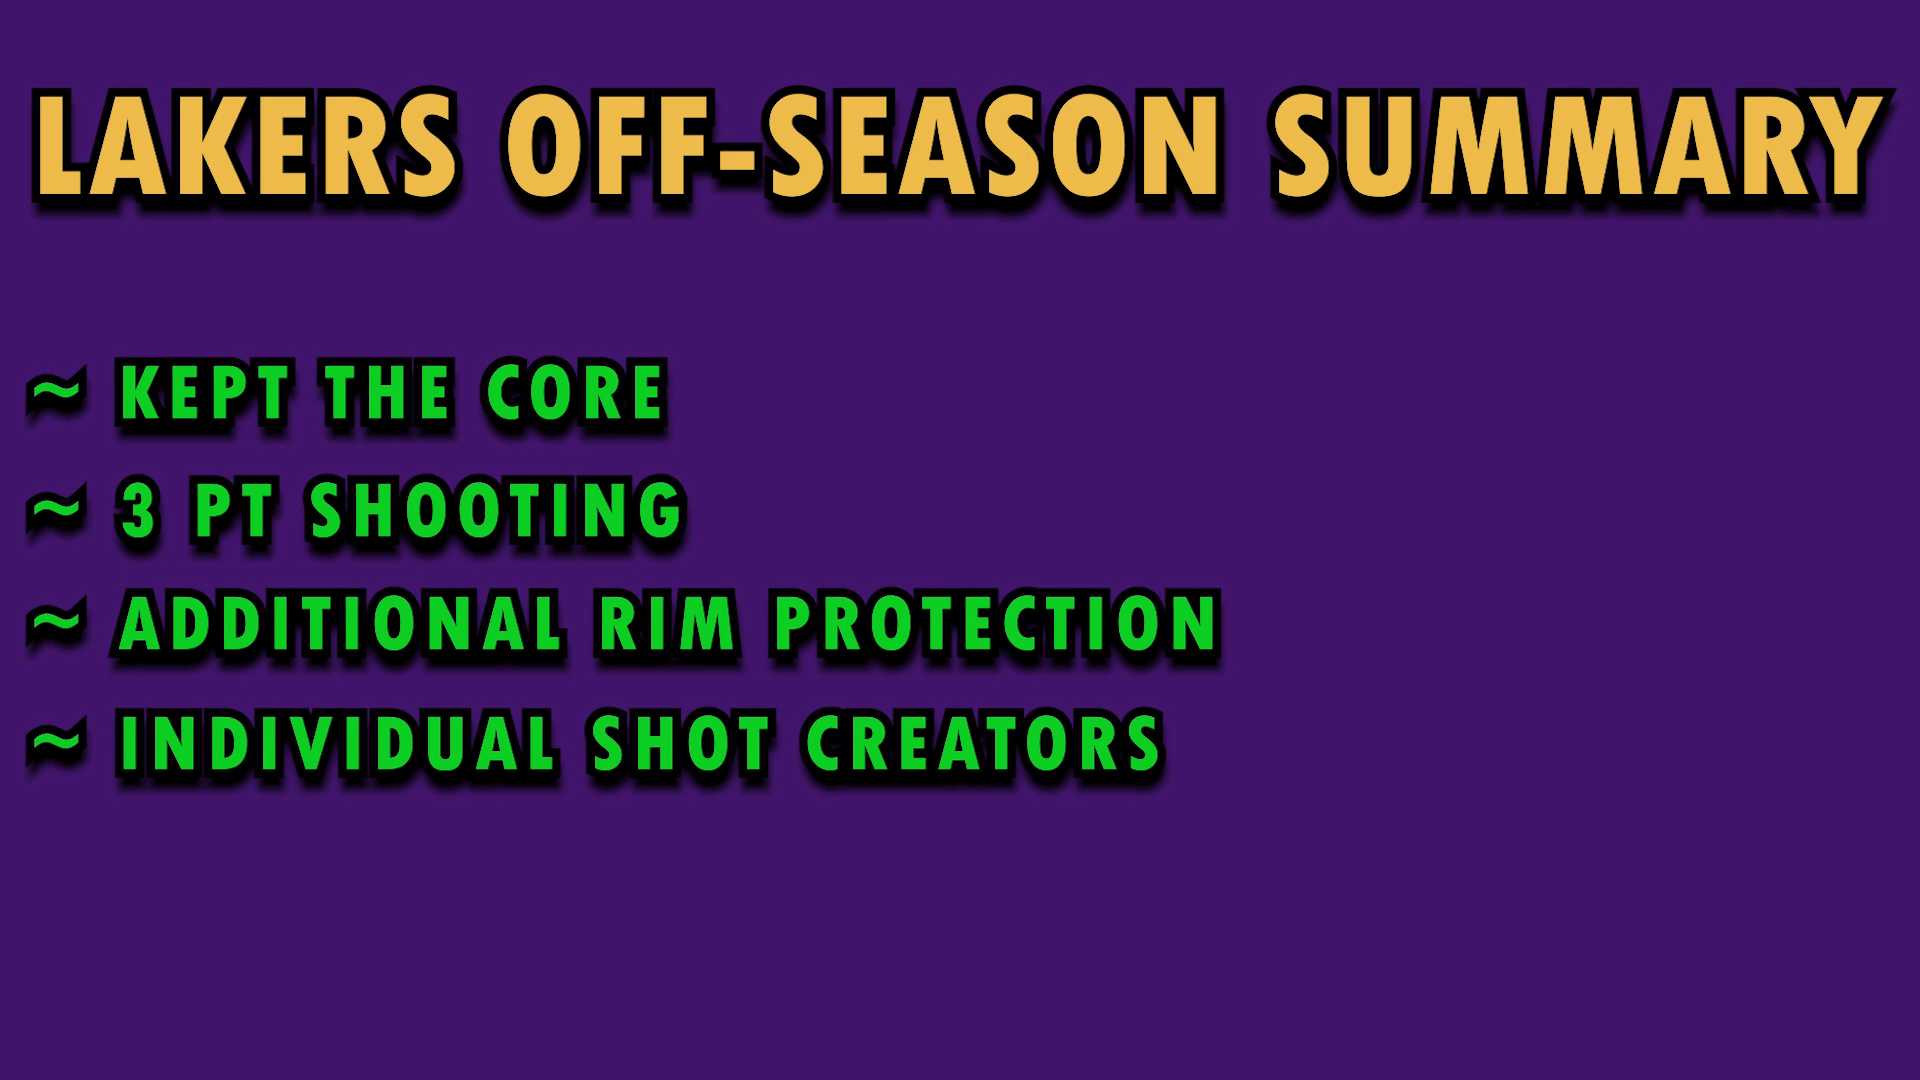 LAKERS OFF-SEASON SUMMARY
≈ KEPT THE CORE
≈ 3 PT SHOOTING
≈ ADDITIONAL RIM PROTECTION
≈ INDIVIDUAL SHOT CREATORS